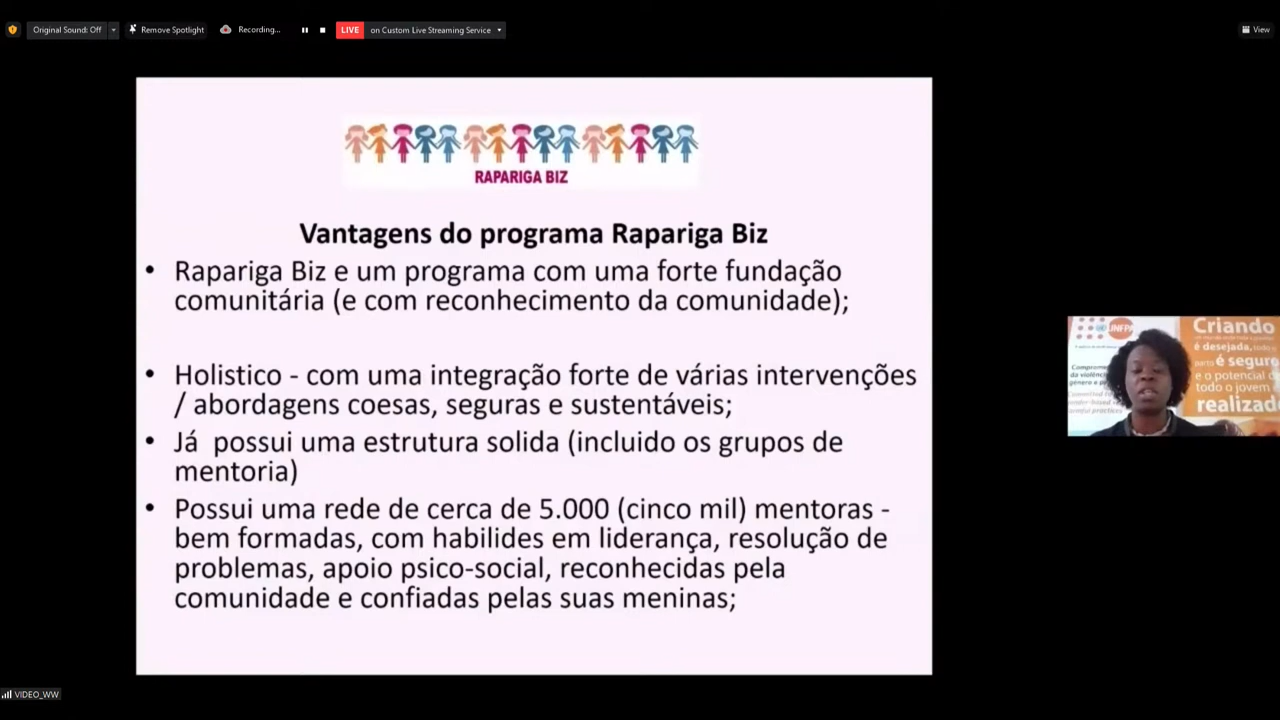 Original Sound: Off
Remove Spotlight
Recording...
LIVE
on Custom Live Streaming Service
View
RAPARIGA BIZ
Vantagens do programa Rapariga Biz
• Rapariga Biz e um programa com uma forte fundação
comunitária (e com reconhecimento da comunidade);
• Holistico - com uma integração forte de várias intervenções
/ abordagens coesas, seguras e sustentáveis;
• Já possui uma estrutura solida (incluido os grupos de
mentoria)
• Possui uma rede de cerca de 5.000 (cinco mil) mentoras -
bem formadas, com habilides em liderança, resolução de
problemas, apoio psico-social, reconhecidas pela
comunidade e confiadas pelas suas meninas;
UNFPA
Criando
é desejada,
parto é segure
e o potencial
todo o jovem
realizado
VIDEO_WW